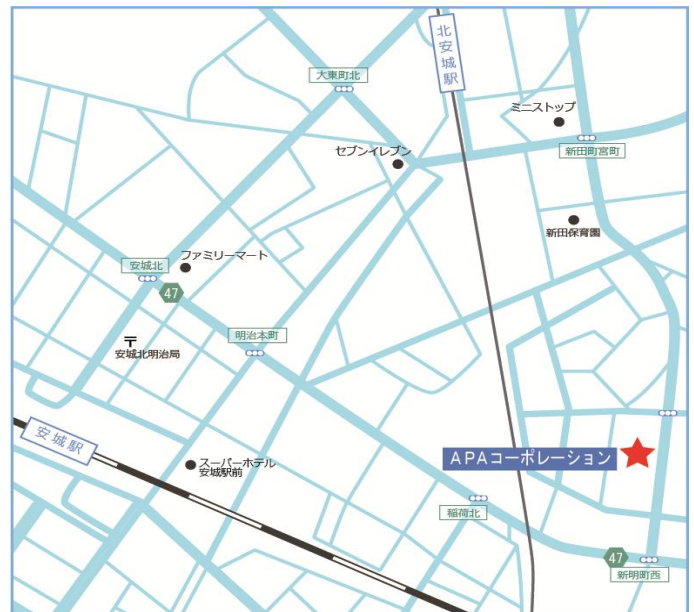 北安城駅
大東町北
ミニストップ
セブンイレブン
新田町宮町
新田保育園
ファミリーマート
安城北
47
明治本町
〒
安城北明治局
安城駅
スーパーホテル
安城駅前
APAコーポレーション
稲荷北
47
新明町西